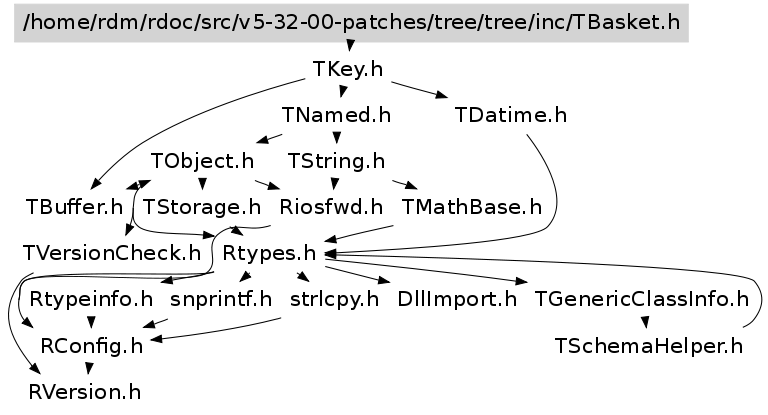 /home/rdm/rdoc/src/v5-32-00-patches/tree/tree/inc/TBasket.h
TKey.h
TNamed.h TDatime.h
TObject.h TString.h
TBuffer.h TStorage.h Riosfwd.h TMathBase.h
TVersionCheck.h Rtypes.h
Rtypeinfo.h snprintf.h strlcpy.h DllImport.h TGenericClassInfo.h
RConfig.h TSchemaHelper.h
RVersion.h